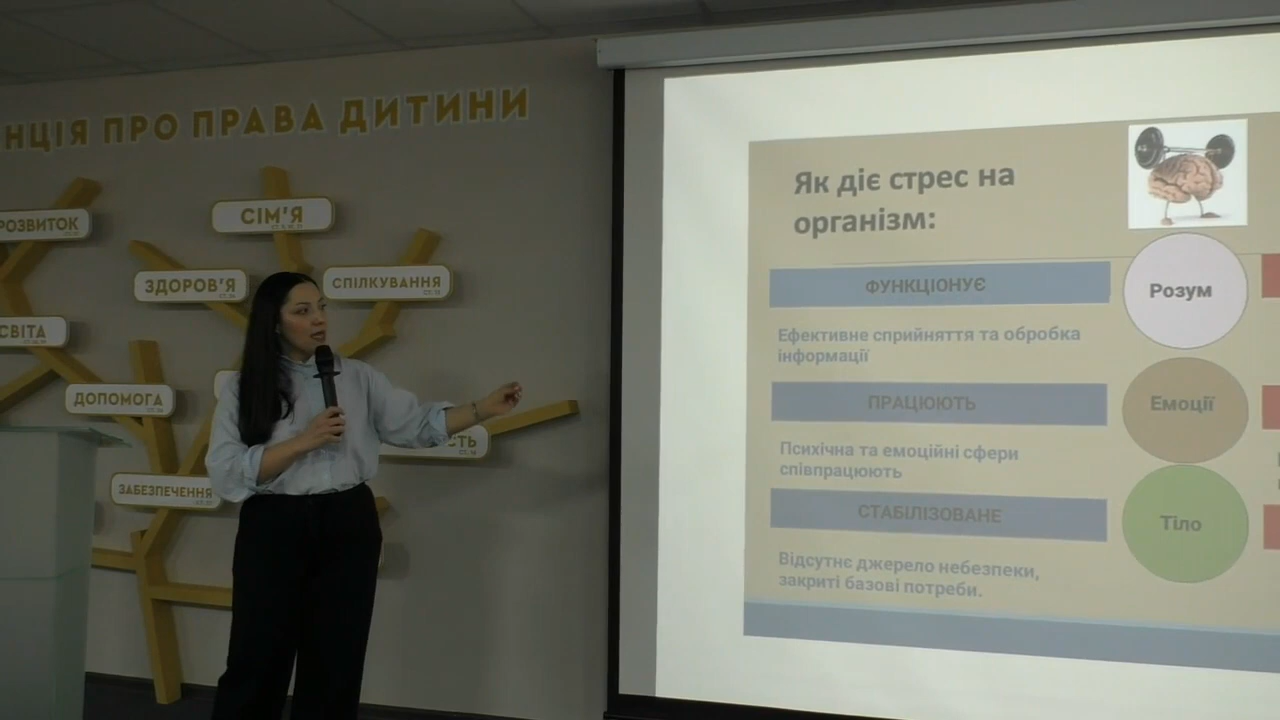 НЦІЯ ПРО ПРАВА ДИТИНИ
РОЗВИТОК
СІМ'Я
ЗДОРОВ'Я
СПІЛКУВАННЯ
СВІТА
ДОПОМОГА
СТЬ
ЗАБЕЗПЕЧЕННЯ
Як діє стрес на
організм:
ФУНКЦІОНУЄ
Розум
Ефективне сприйняття та обробка
інформації
ПРАЦЮЮТЬ
Емоції
Психічна та емоційні сфери
співпрацюють
СТАБІЛІЗОВАНЕ
Тіло
Відсутнє джерело небезпеки,
закриті базові потреби.